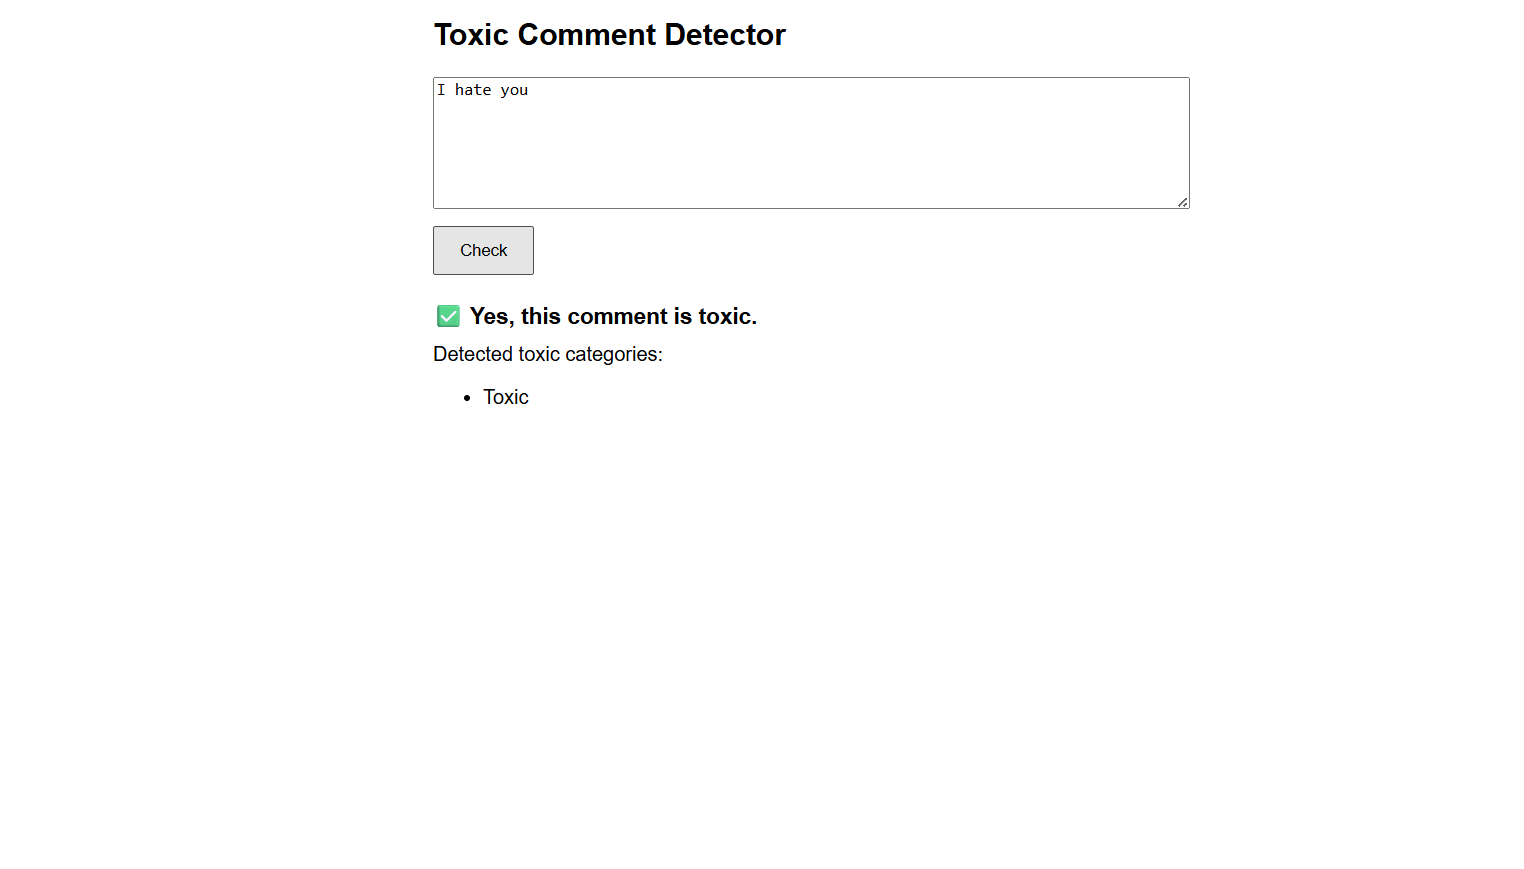 Toxic Comment Detector
I hate you
Check
✅ Yes, this comment is toxic.
Detected toxic categories:
• Toxic